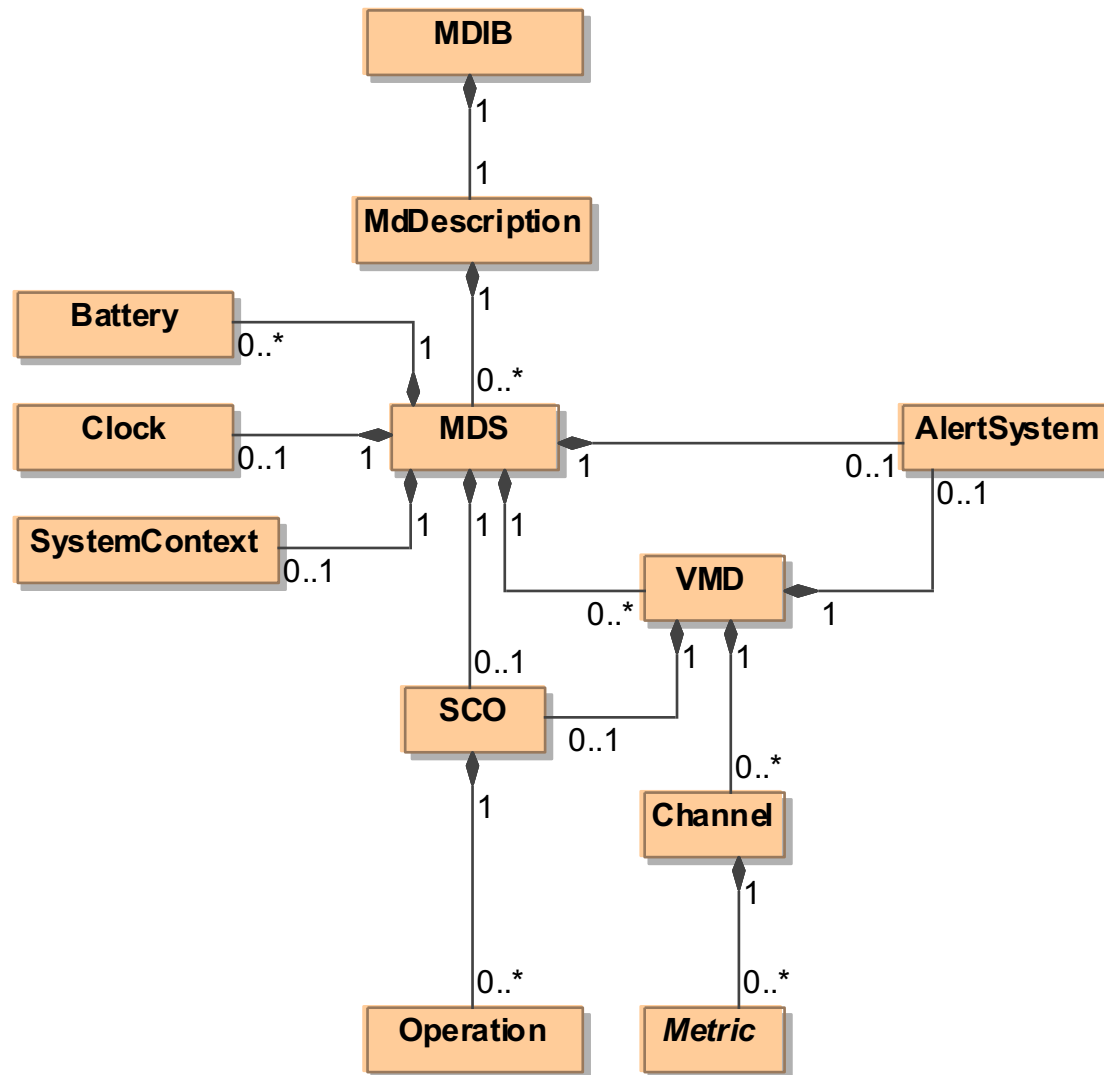 MDIB
1
1
MdDescription
1
Battery
0..*
1
0..*
Clock
0..1
1
MDS
1
0..1
AlertSystem
0..1
SystemContext
0..1
1
1
1
VMD
0..*
1
1
1
0..1
SCO
0..1
0..*
1
Channel
1
0..*
0..*
Operation
Metric